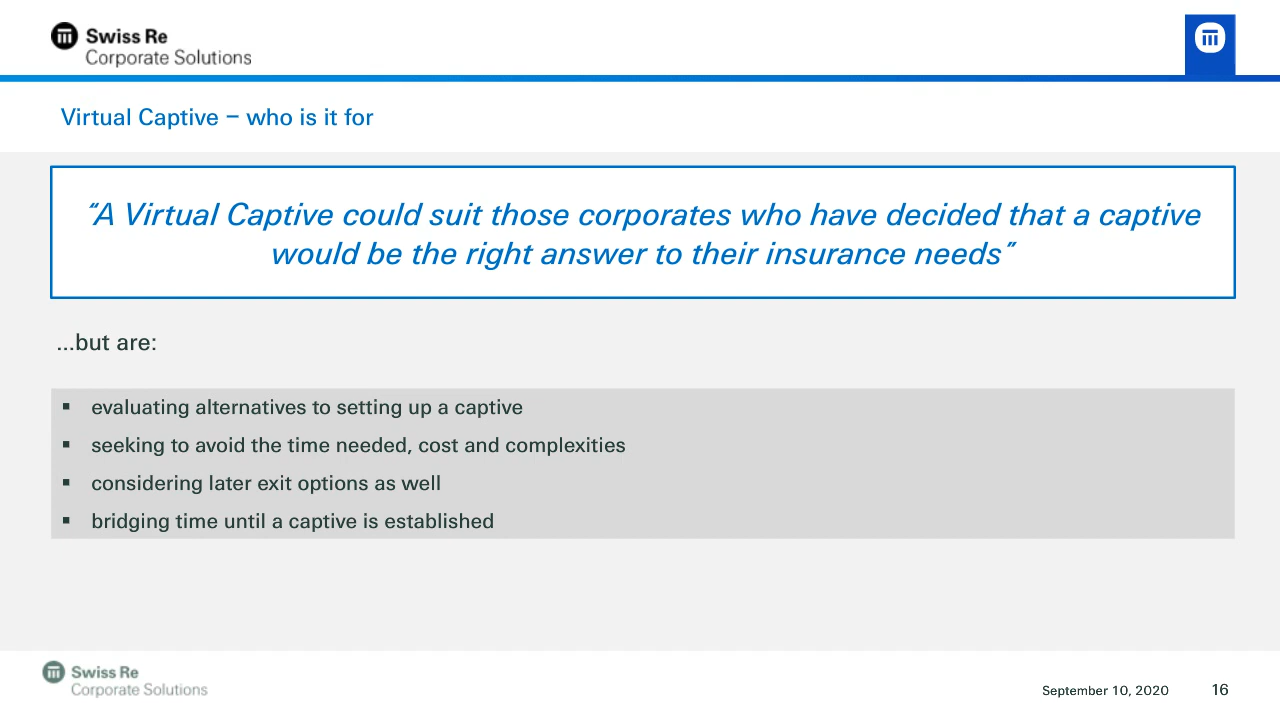 Swiss Re
Corporate Solutions
Virtual Captive – who is it for
“A Virtual Captive could suit those corporates who have decided that a captive
would be the right answer to their insurance needs”
...but are:
▪ evaluating alternatives to setting up a captive
▪ seeking to avoid the time needed, cost and complexities
▪ considering later exit options as well
▪ bridging time until a captive is established
Swiss Re
Corporate Solutions
September 10, 2020 16